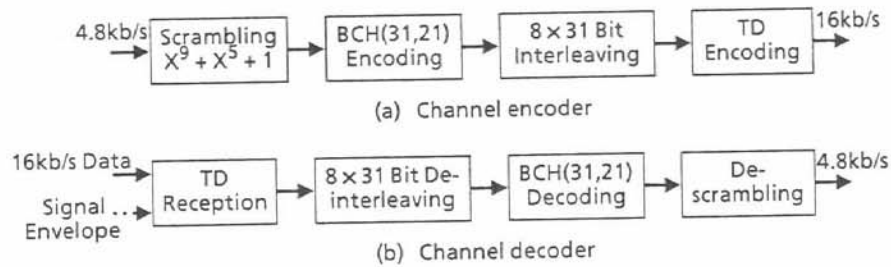 4.8kb/s
Scrambling
X⁹ + X⁵ + 1
BCH(31,21)
Encoding
8 × 31 Bit
Interleaving
TD
Encoding
16kb/s
(a) Channel encoder
16kb/s Data
Signal ...
Envelope
TD
Reception
8 × 31 Bit De-
interleaving
BCH(31,21)
Decoding
De-
scrambling
4.8kb/s
(b) Channel decoder